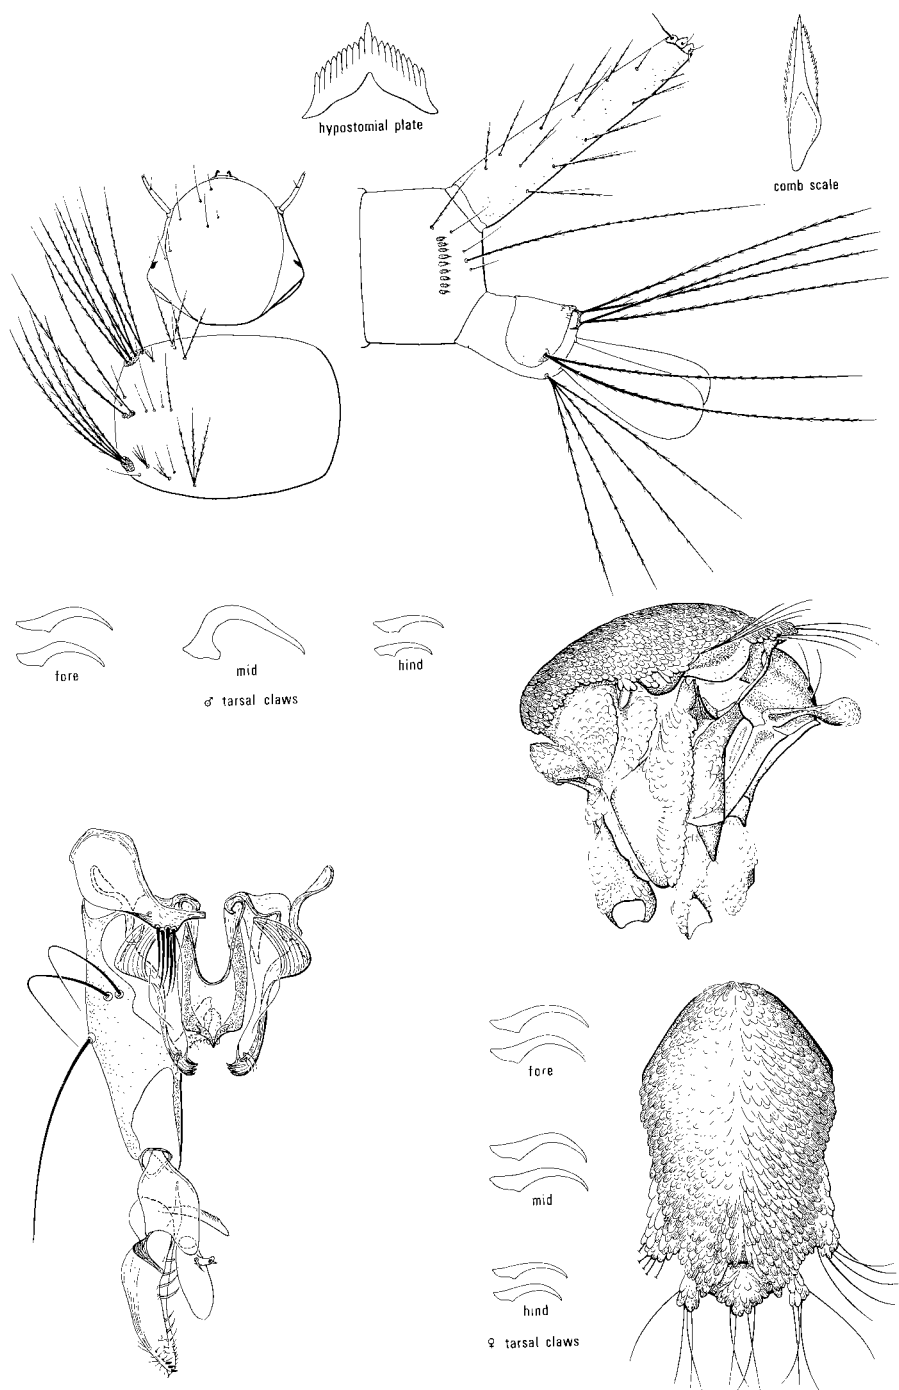 hypostomial plate
comb scale
fore
mid
hind
♂ tarsal claws
fore
mid
hind
♀ tarsal claws